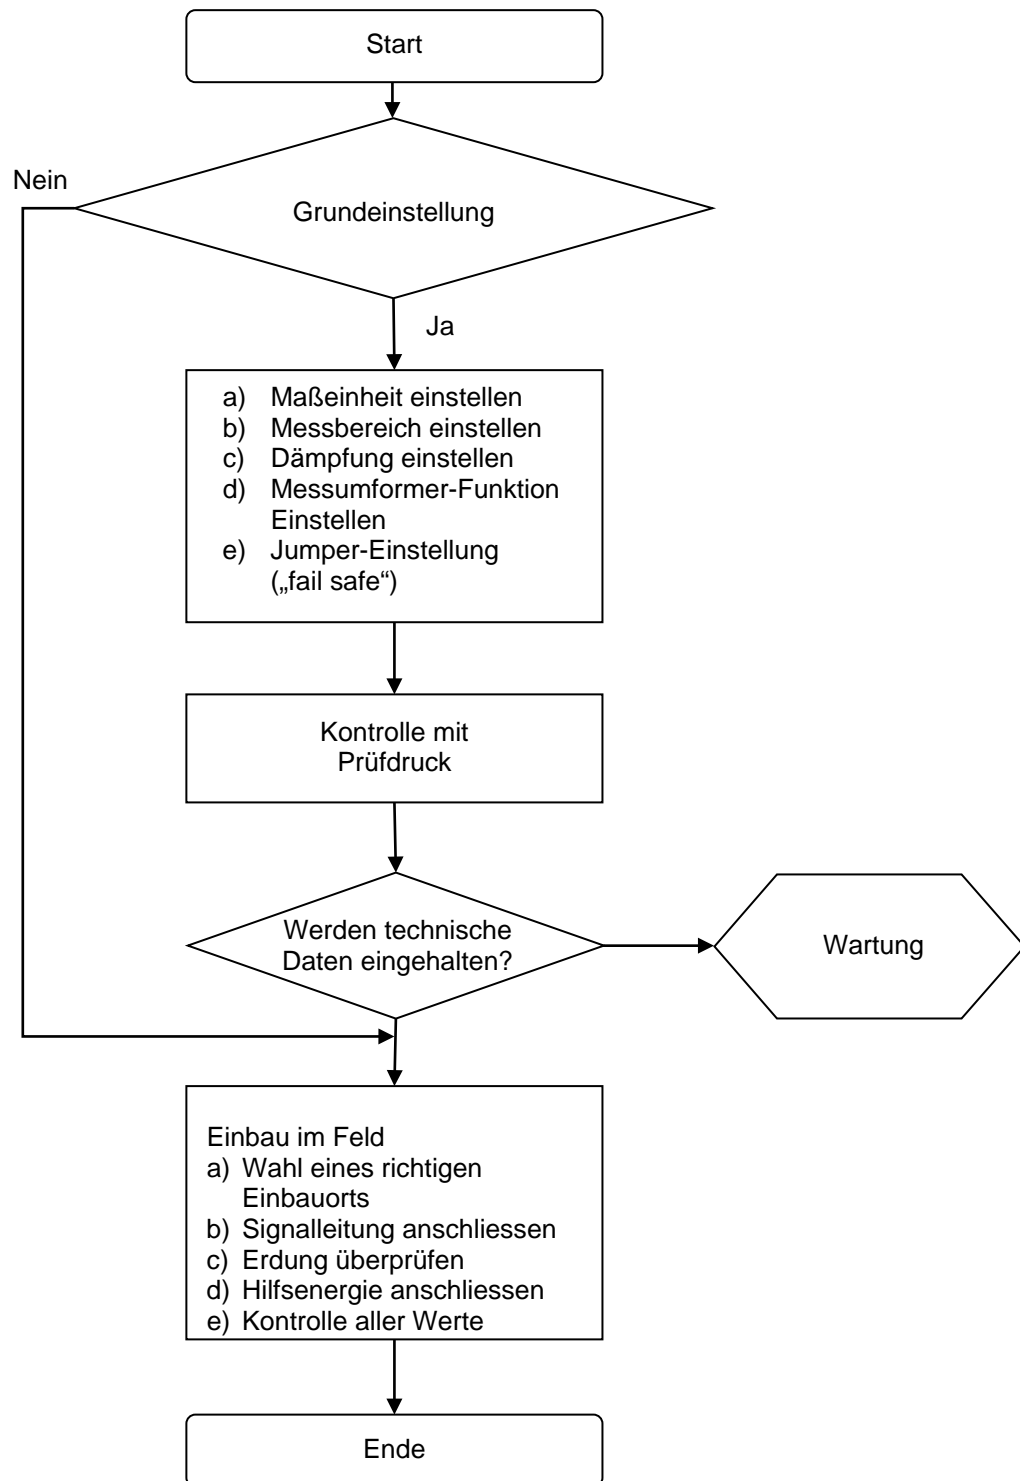 Start
Nein
Grundeinstellung
Ja
a) Maßeinheit einstellen
b) Messbereich einstellen
c) Dämpfung einstellen
d) Messumformer-Funktion
Einstellen
e) Jumper-Einstellung
(„fail safe“)
Kontrolle mit
Prüfdruck
Werden technische
Daten eingehalten?
Wartung
Einbau im Feld
a) Wahl eines richtigen
Einbauorts
b) Signalleitung anschliessen
c) Erdung überprüfen
d) Hilfsenergie anschliessen
e) Kontrolle aller Werte
Ende